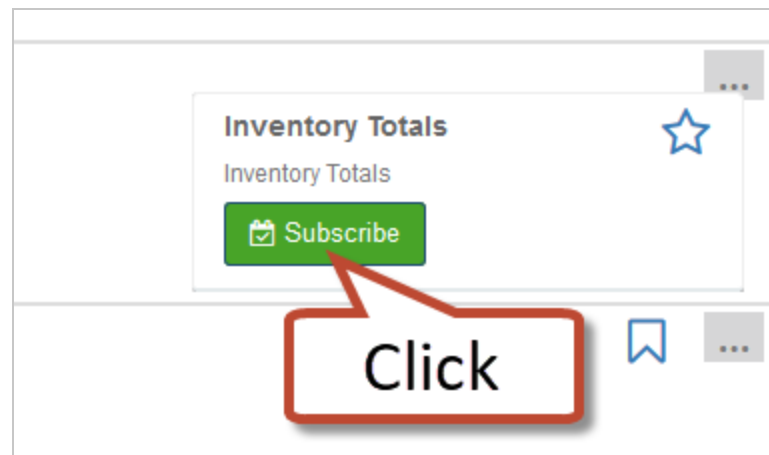 ...
Inventory Totals
Inventory Totals
Subscribe
Click
...